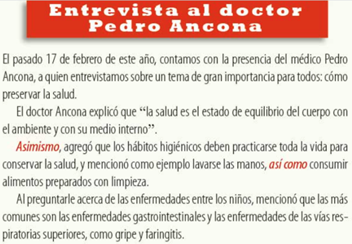 Entrevista al doctor
Pedro Ancona
El pasado 17 de febrero de este año, contamos con la presencia del médico Pedro
Ancona, a quien entrevistamos sobre un tema de gran importancia para todos: cómo
preservar la salud.
El doctor Ancona explicó que “la salud es el estado de equilibrio del cuerpo con
el ambiente y con su medio interno”.
Asimismo, agregó que los hábitos higiénicos deben practicarse toda la vida para
conservar la salud, y mencionó como ejemplo lavarse las manos, así como consumir
alimentos preparados con limpieza.
Al preguntarle acerca de las enfermedades entre los niños, mencionó que las más
comunes son las enfermedades gastrointestinales y las enfermedades de las vías res-
piratorias superiores, como gripe y faringitis.